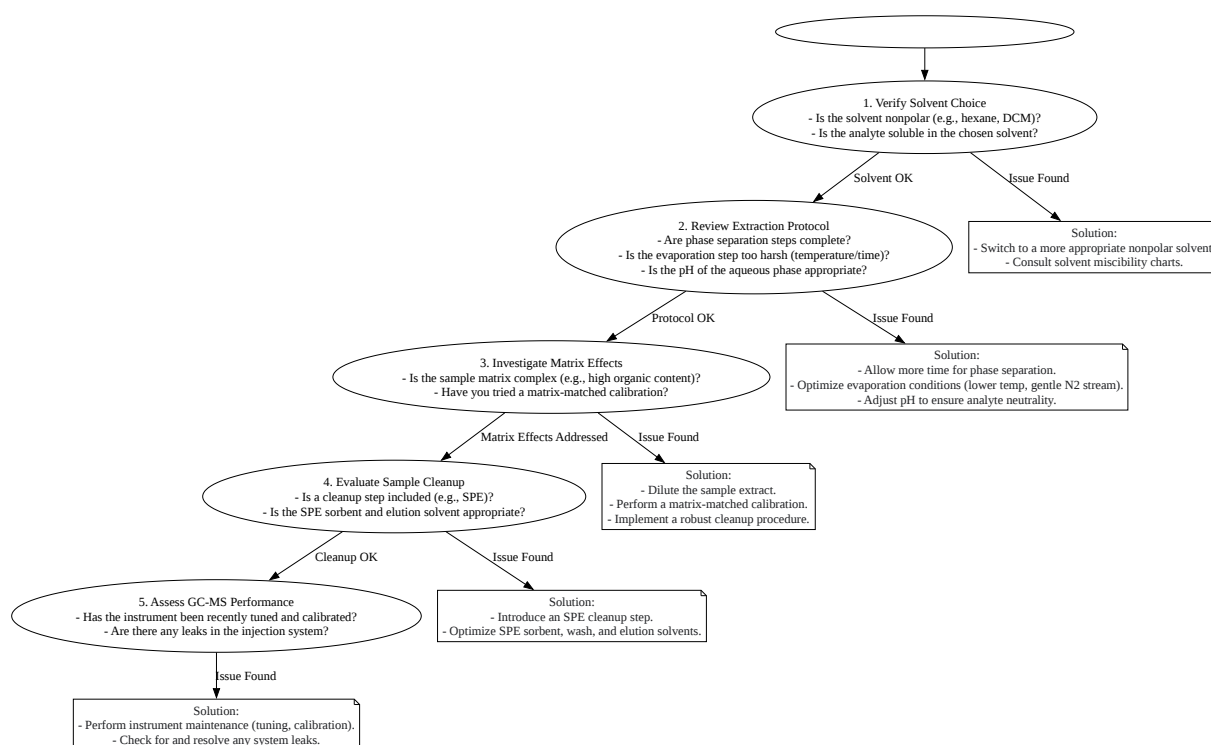 1. Verify Solvent Choice
- Is the solvent nonpolar (e.g., hexane, DCM)?
- Is the analyte soluble in the chosen solvent?
Solvent OK
Issue Found
Solution:
- Switch to a more appropriate nonpolar solvent
- Consult solvent miscibility charts.
2. Review Extraction Protocol
- Are phase separation steps complete?
- Is the evaporation step too harsh (temperature/time)?
- Is the pH of the aqueous phase appropriate?
Protocol OK
Issue Found
Solution:
- Allow more time for phase separation.
- Optimize evaporation conditions (lower temp, gentle N2 stream).
- Adjust pH to ensure analyte neutrality.
3. Investigate Matrix Effects
- Is the sample matrix complex (e.g., high organic content)?
- Have you tried a matrix-matched calibration?
Matrix Effects Addressed
Issue Found
Solution:
- Dilute the sample extract.
- Perform a matrix-matched calibration.
- Implement a robust cleanup procedure.
4. Evaluate Sample Cleanup
- Is a cleanup step included (e.g., SPE)?
- Is the SPE sorbent and elution solvent appropriate?
Cleanup OK
Issue Found
Solution:
- Introduce an SPE cleanup step.
- Optimize SPE sorbent, wash, and elution solvents.
5. Assess GC-MS Performance
- Has the instrument been recently tuned and calibrated?
- Are there any leaks in the injection system?
Issue Found
Solution:
- Perform instrument maintenance (tuning, calibration).
- Check for and resolve any system leaks.